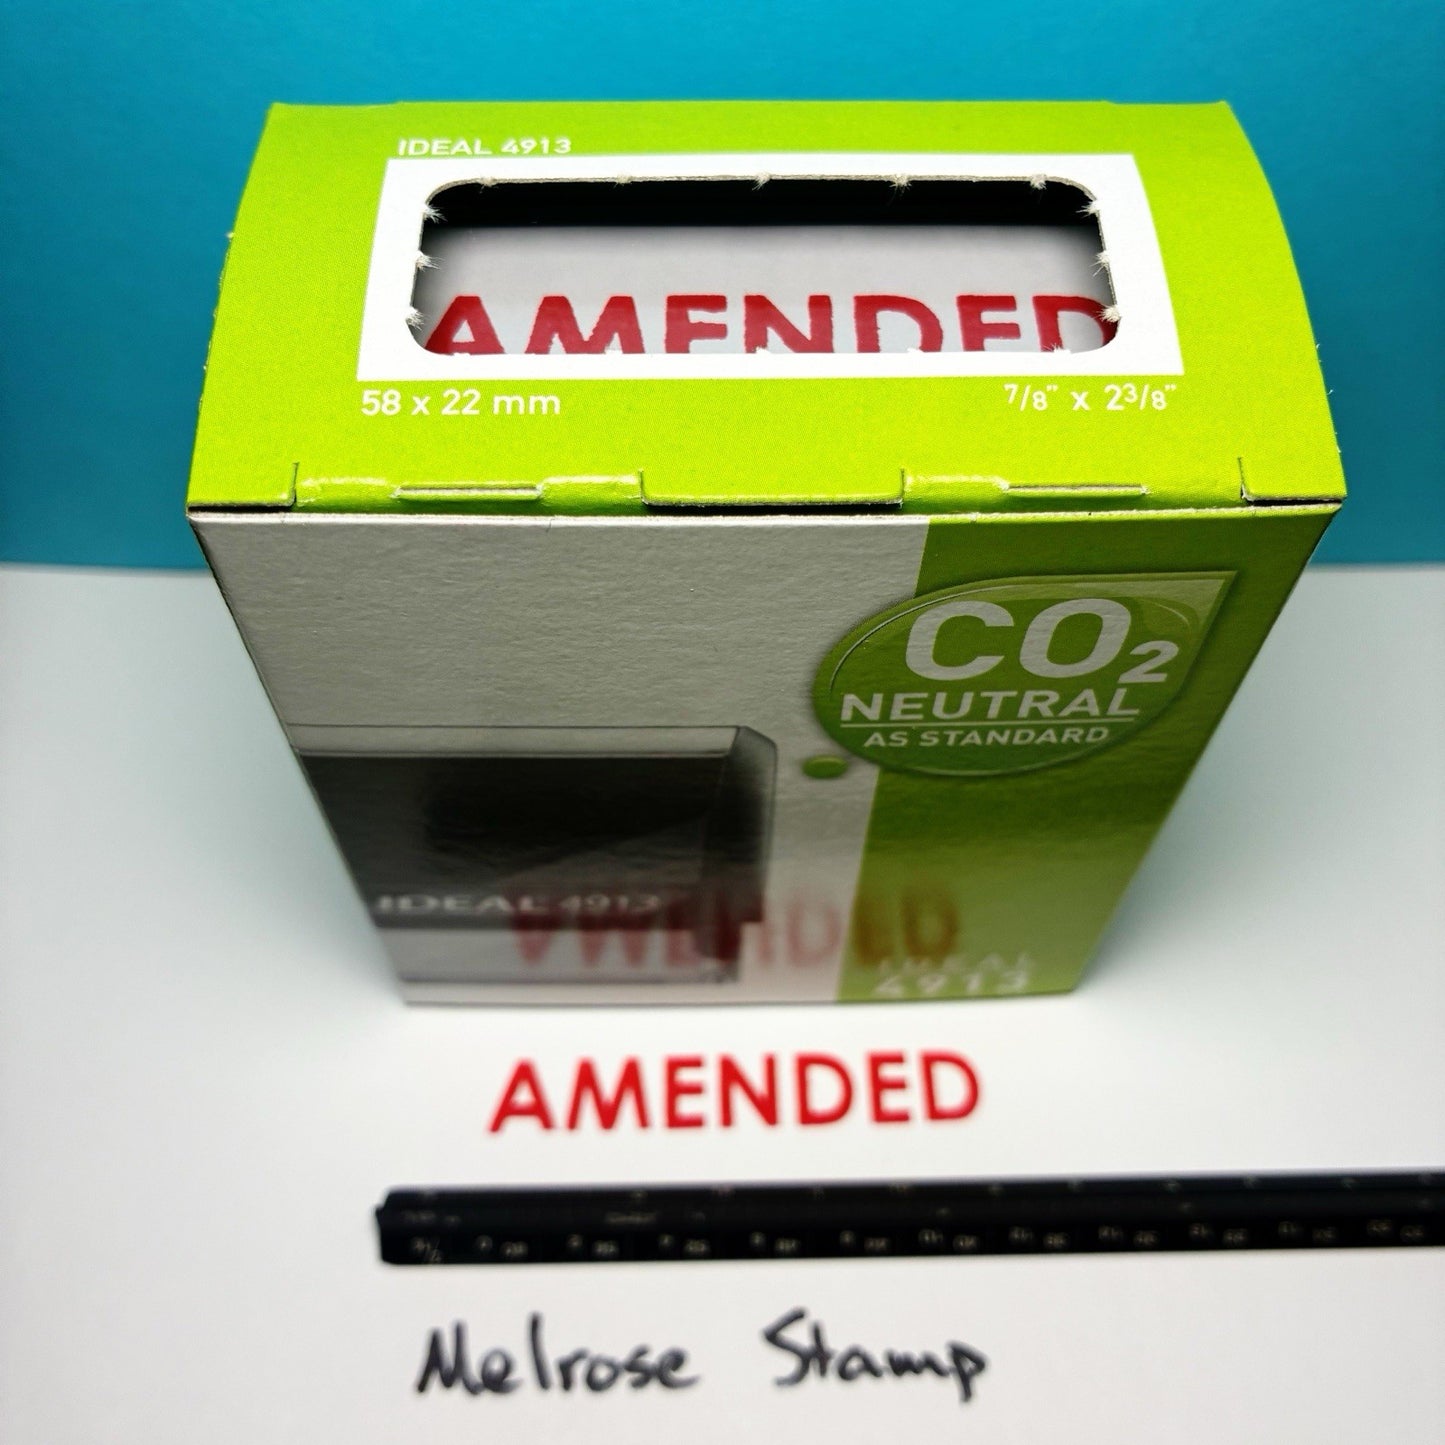 IDEAL 4913
AMENDED
58 x 22 mm
7/8" x 2 3/8"
CO2
NEUTRAL
AS STANDARD
IDEAL 4913
IDEAL
4913
AMENDED
Melrose Stamp